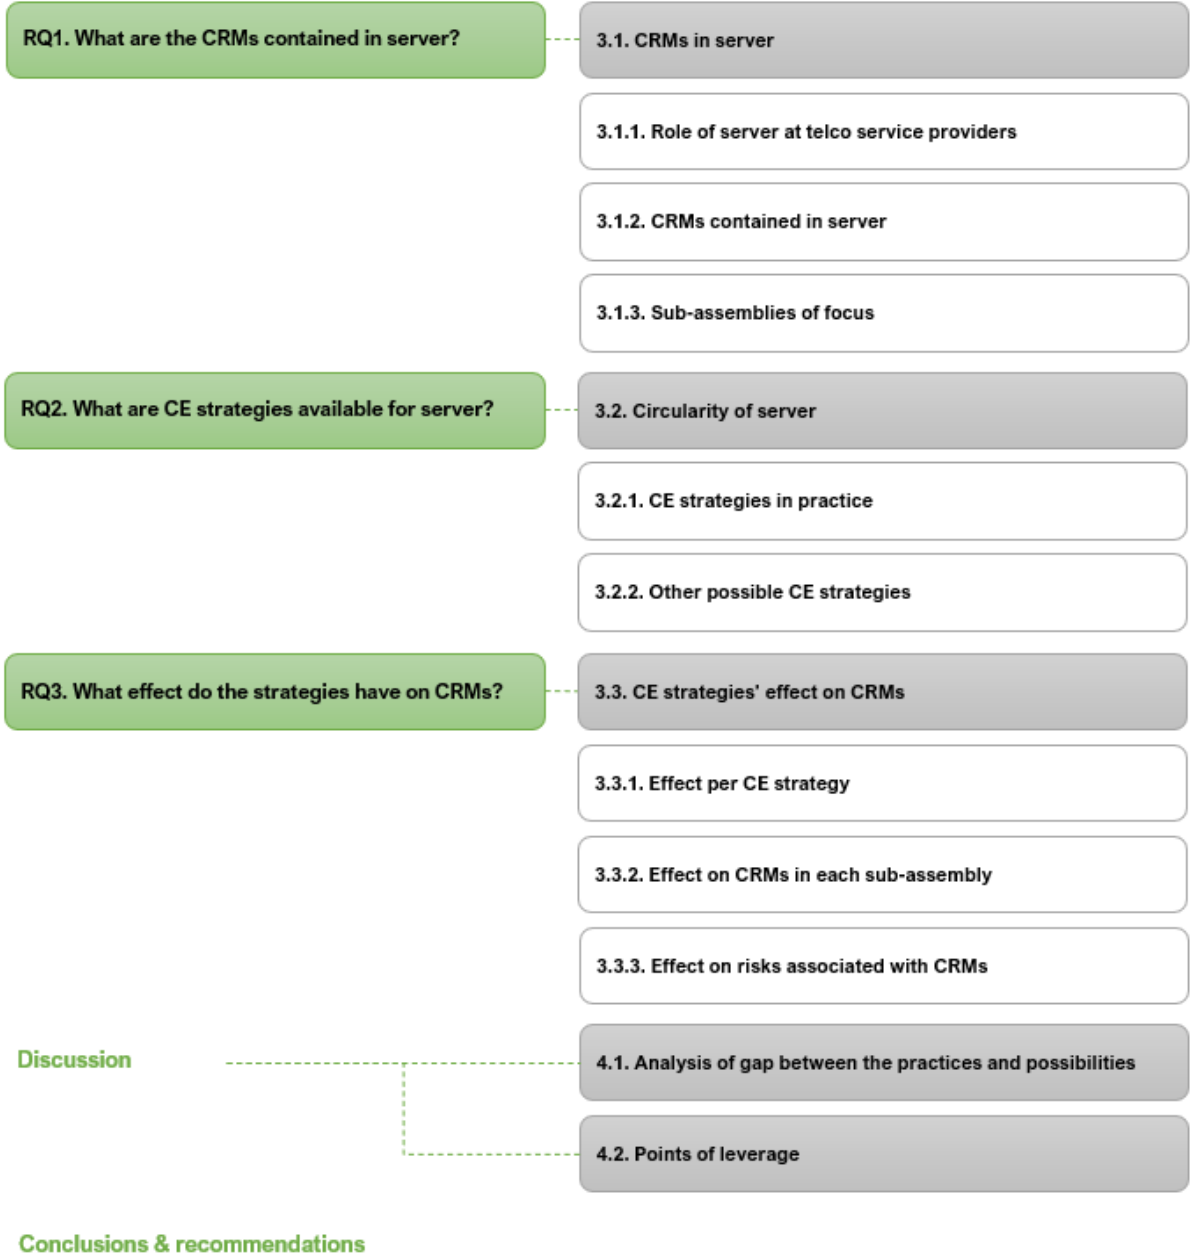 RQ1. What are the CRMs contained in server?
3.1. CRMs in server
3.1.1. Role of server at telco service providers
3.1.2. CRMs contained in server
3.1.3. Sub-assemblies of focus
RQ2. What are CE strategies available for server?
3.2. Circularity of server
3.2.1. CE strategies in practice
3.2.2. Other possible CE strategies
RQ3. What effect do the strategies have on CRMs?
3.3. CE strategies' effect on CRMs
3.3.1. Effect per CE strategy
3.3.2. Effect on CRMs in each sub-assembly
3.3.3. Effect on risks associated with CRMs
Discussion
4.1. Analysis of gap between the practices and possibilities
4.2. Points of leverage
Conclusions & recommendations